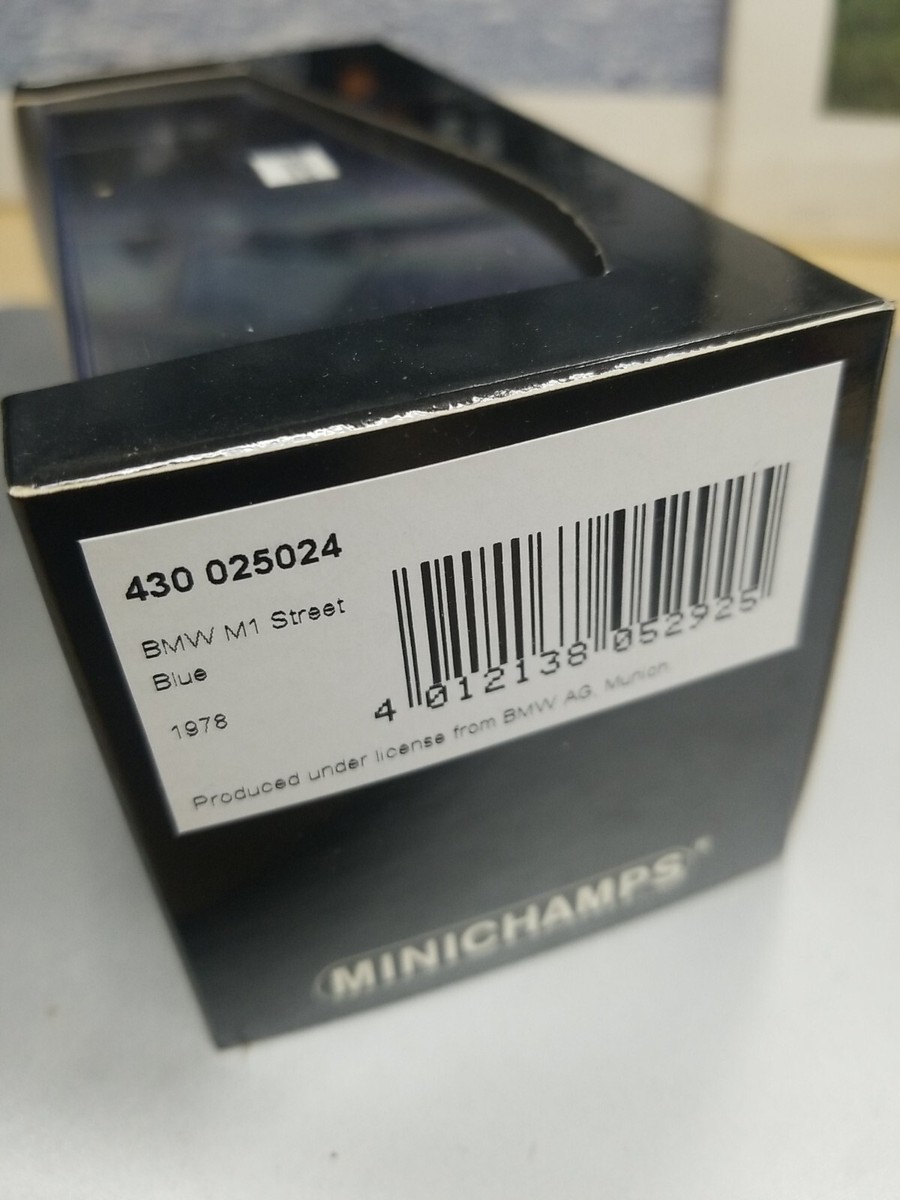 430 025024
BMW M1 Street
Blue
1978
4 012138 052925
Produced under license from BMW AG, Munich
MINICHAMPS